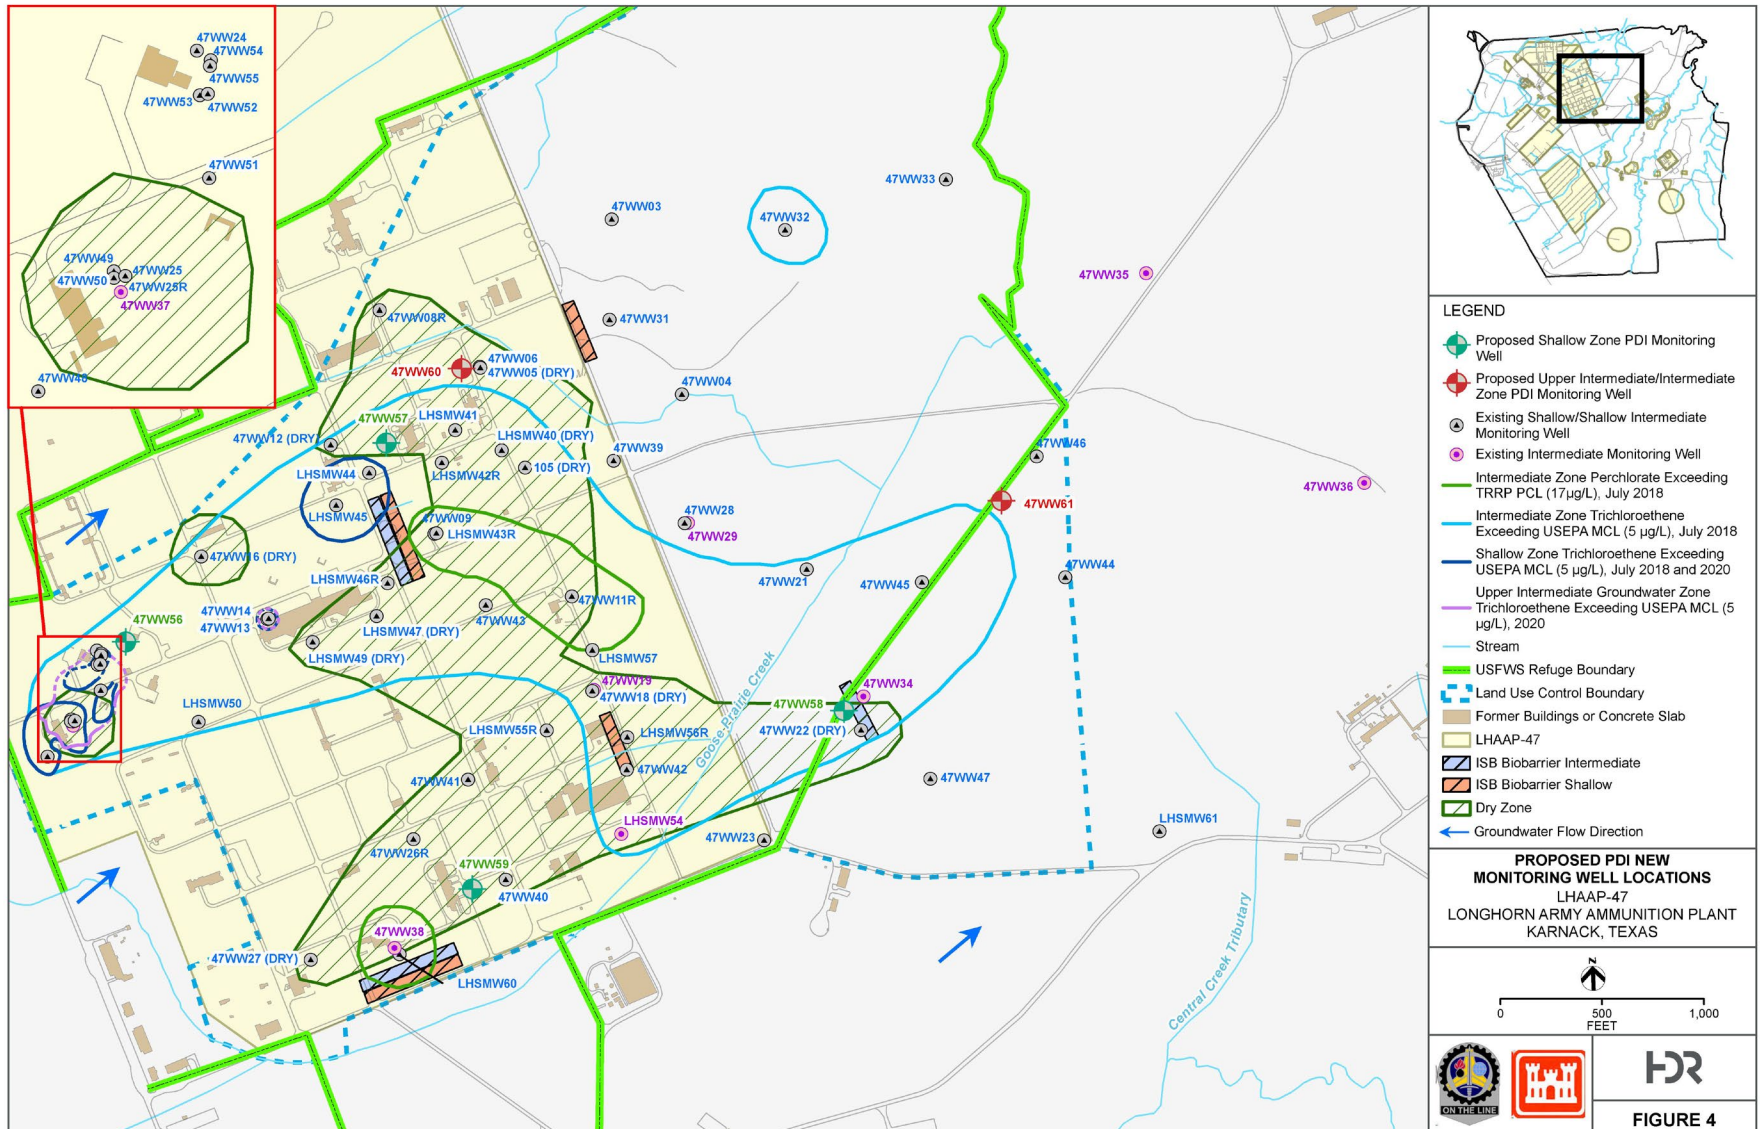 47WW24
47WW54
47WW55
47WW53
47WW52
47WW51
47WW49
47WW25
47WW50
47WW25R
47WW37
47WW48
47WW33
47WW03
47WW32
47WW35
47WW08R
47WW31
47WW06
47WW60
47WW05 (DRY)
47WW04
47WW57
LHSMW41
47WW12 (DRY)
LHSMW40 (DRY)
47WW39
47WW46
LHSMW44
LHSMW42R
105 (DRY)
47WW36
LHSMW45
47WW09
47WW28
47WW61
LHSMW43R
47WW29
47WW16 (DRY)
47WW44
LHSMW46R
47WW21
47WW45
47WW11R
47WW14
47WW56
47WW13
47WW43
LHSMW47 (DRY)
LHSMW49 (DRY)
LHSMW57
47WW19
47WW34
47WW18 (DRY)
47WW58
LHSMW50
LHSMW55R
LHSMW56R
47WW22 (DRY)
Goose Prairie Creek
47WW42
47WW41
47WW47
LHSMW54
LHSMW61
47WW23
47WW26R
47WW59
47WW40
47WW38
47WW27 (DRY)
LHSMW60
Central Creek Tributary
LEGEND
Proposed Shallow Zone PDI Monitoring
Well
Proposed Upper Intermediate/Intermediate
Zone PDI Monitoring Well
Existing Shallow/Shallow Intermediate
Monitoring Well
Existing Intermediate Monitoring Well
Intermediate Zone Perchlorate Exceeding
TRRP PCL (17µg/L), July 2018
Intermediate Zone Trichloroethene
Exceeding USEPA MCL (5 µg/L), July 2018
Shallow Zone Trichloroethene Exceeding
USEPA MCL (5 µg/L), July 2018 and 2020
Upper Intermediate Groundwater Zone
Trichloroethene Exceeding USEPA MCL (5
µg/L), 2020
Stream
USFWS Refuge Boundary
Land Use Control Boundary
Former Buildings or Concrete Slab
LHAAP-47
ISB Biobarrier Intermediate
ISB Biobarrier Shallow
Dry Zone
Groundwater Flow Direction
PROPOSED PDI NEW
MONITORING WELL LOCATIONS
LHAAP-47
LONGHORN ARMY AMMUNITION PLANT
KARNACK, TEXAS
N
0 500 1,000
FEET
ON THE LINE
HDR
FIGURE 4